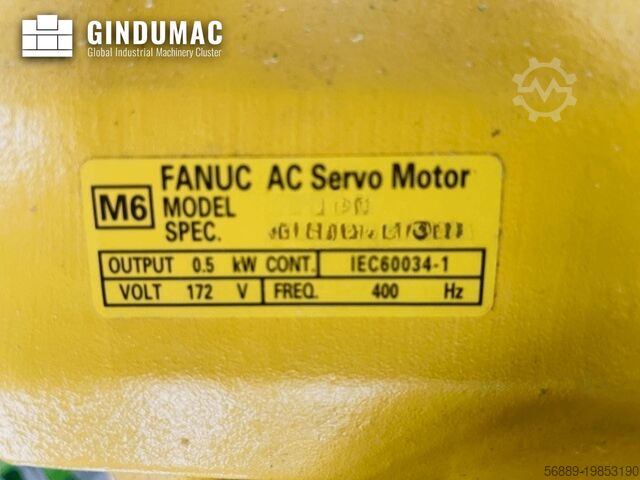 GINDUMAC
Global Industrial Machinery Cluster
FANUC AC Servo Motor
M6
MODEL
SPEC.
OUTPUT 0.5 kW CONT. IEC60034-1
VOLT 172 V FREQ. 400 Hz
56889-19853190